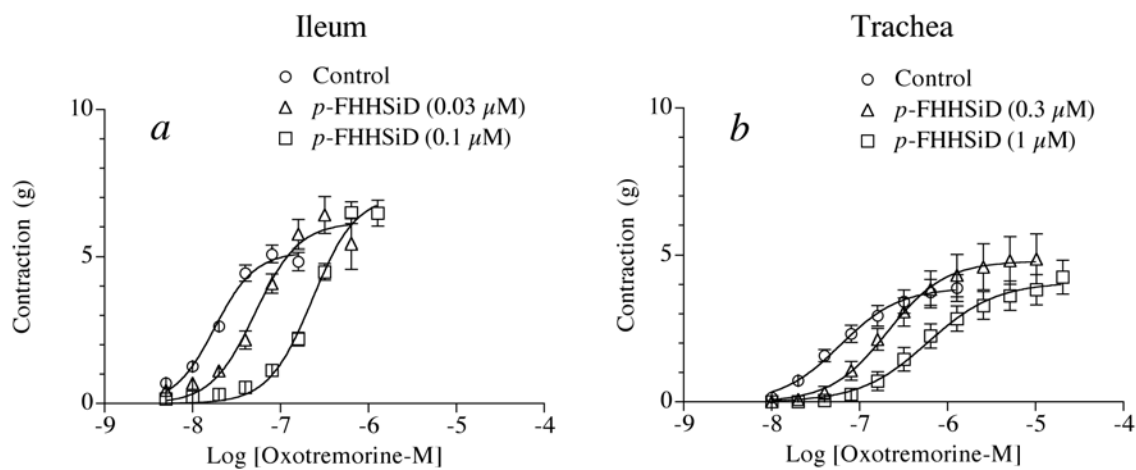 Ileum
Control
p-FHHSiD (0.03 µM)
p-FHHSiD (0.1 µM)
a
10
5
0
Contraction (g)
-9 -8 -7 -6 -5 -4
Log [Oxotremorine-M]
Trachea
Control
p-FHHSiD (0.3 µM)
p-FHHSiD (1 µM)
b
10
5
0
Contraction (g)
-9 -8 -7 -6 -5 -4
Log [Oxotremorine-M]